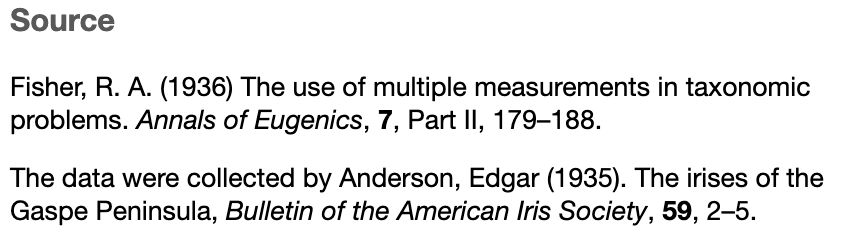 Source
Fisher, R. A. (1936) The use of multiple measurements in taxonomic
problems. Annals of Eugenics, 7, Part II, 179–188.
The data were collected by Anderson, Edgar (1935). The irises of the
Gaspe Peninsula, Bulletin of the American Iris Society, 59, 2–5.